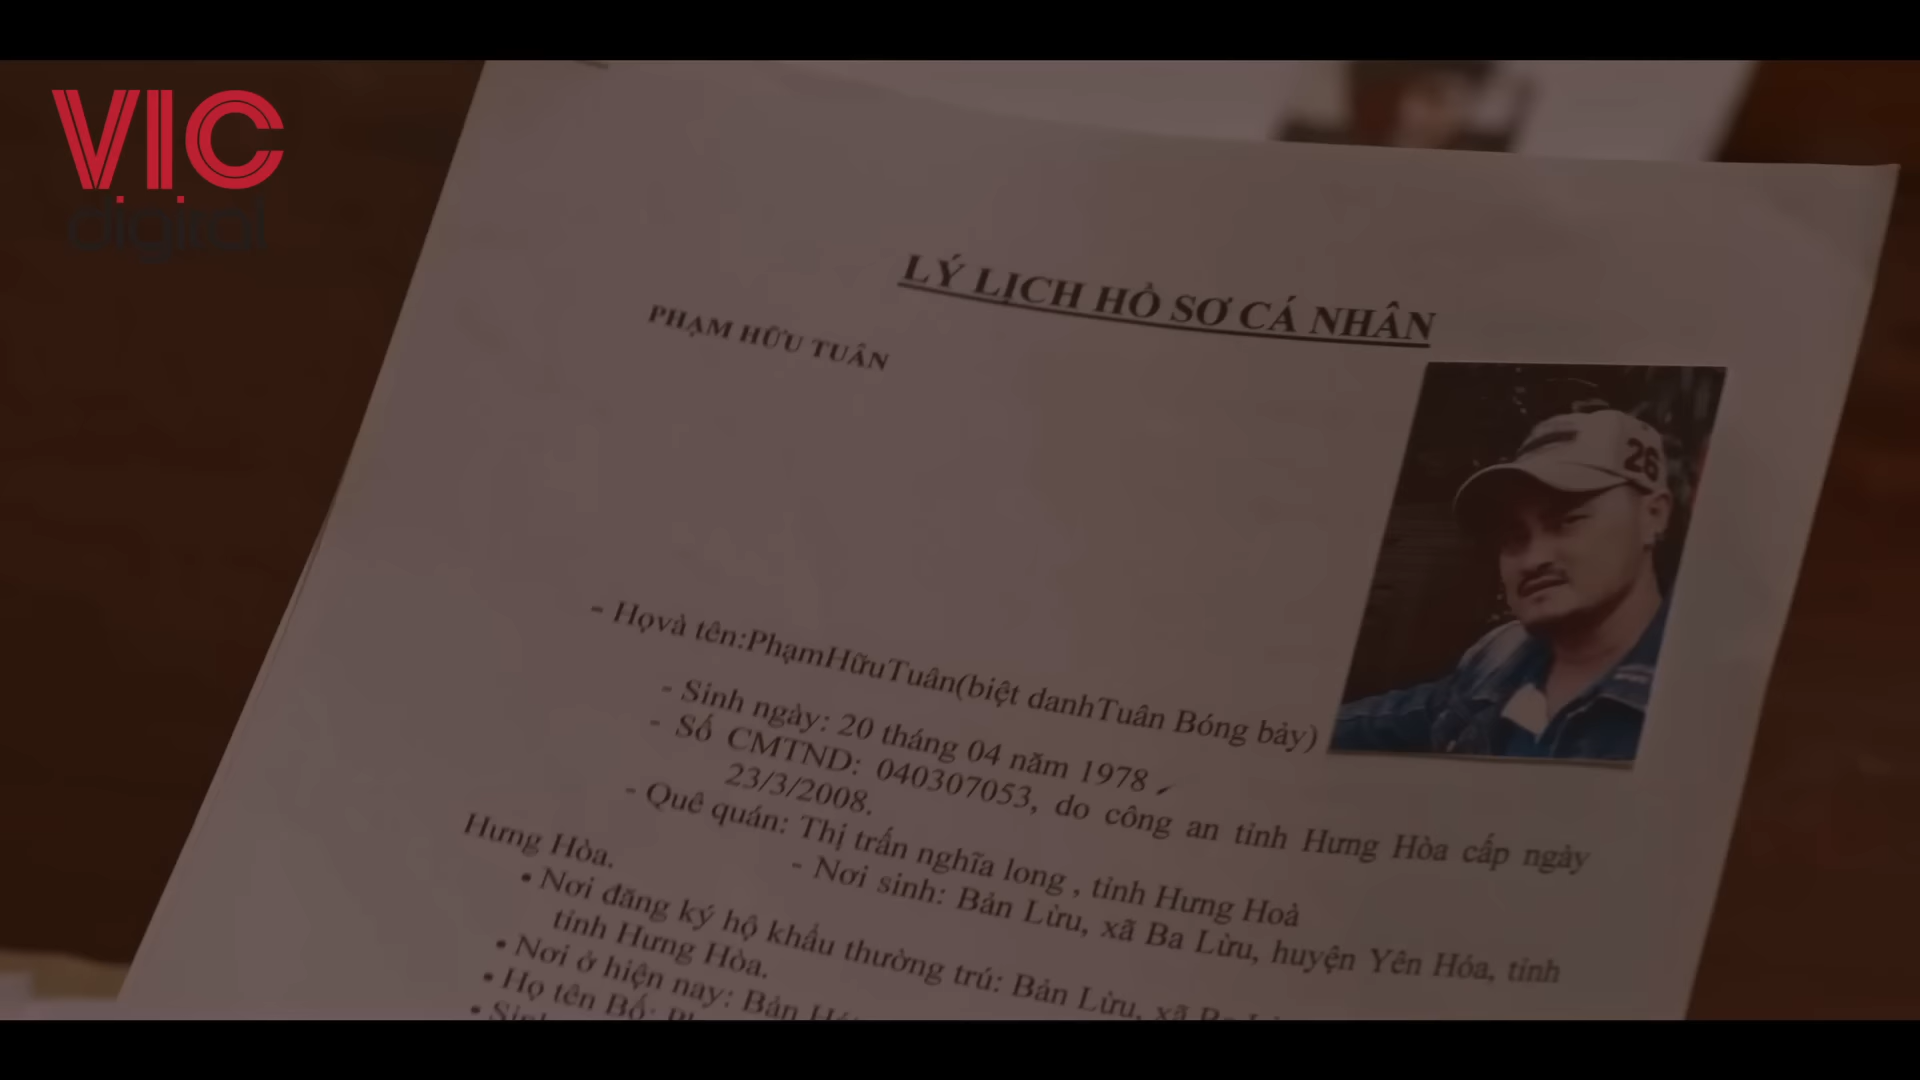 VIC
digital
LÝ LỊCH HỒ SƠ CÁ NHÂN
PHẠM HỮU TUÂN
26
- Họvà tên:PhạmHữuTuân(biệt danhTuân Bóng bảy)
- Sinh ngày: 20 tháng 04 năm 1978
- Số CMTND: 040307053, do công an tỉnh Hưng Hòa cấp ngày
23/3/2008.
- Quê quán: Thị trấn nghĩa long , tỉnh Hưng Hoà
- Nơi sinh: Bản Lừu, xã Ba Lừu, huyện Yên Hóa, tỉnh
Hưng Hòa.
• Nơi đăng ký hộ khẩu thường trú: Bản Lừu, xã
tỉnh Hưng Hòa.
• Nơi ở hiện nay: Bản
• Họ tên Bố: